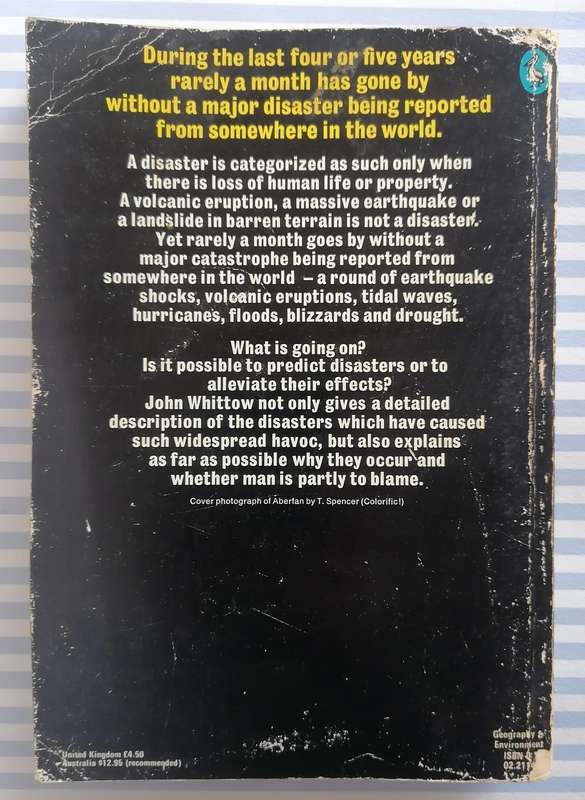 During the last four or five years
rarely a month has gone by
without a major disaster being reported
from somewhere in the world.
A disaster is categorized as such only when
there is loss of human life or property.
A volcanic eruption, a massive earthquake or
a landslide in barren terrain is not a disaster.
Yet rarely a month goes by without a
major catastrophe being reported from
somewhere in the world – a round of earthquake
shocks, volcanic eruptions, tidal waves,
hurricanes, floods, blizzards and drought.
What is going on?
Is it possible to predict disasters or to
alleviate their effects?
John Whittow not only gives a detailed
description of the disasters which have caused
such widespread havoc, but also explains
as far as possible why they occur and
whether man is partly to blame.
Cover photograph of Aberfan by T. Spencer (Colorific!)
United Kingdom £4.50
Australia $12.95 (recommended)
Geography &
Environment
ISBN
02.21